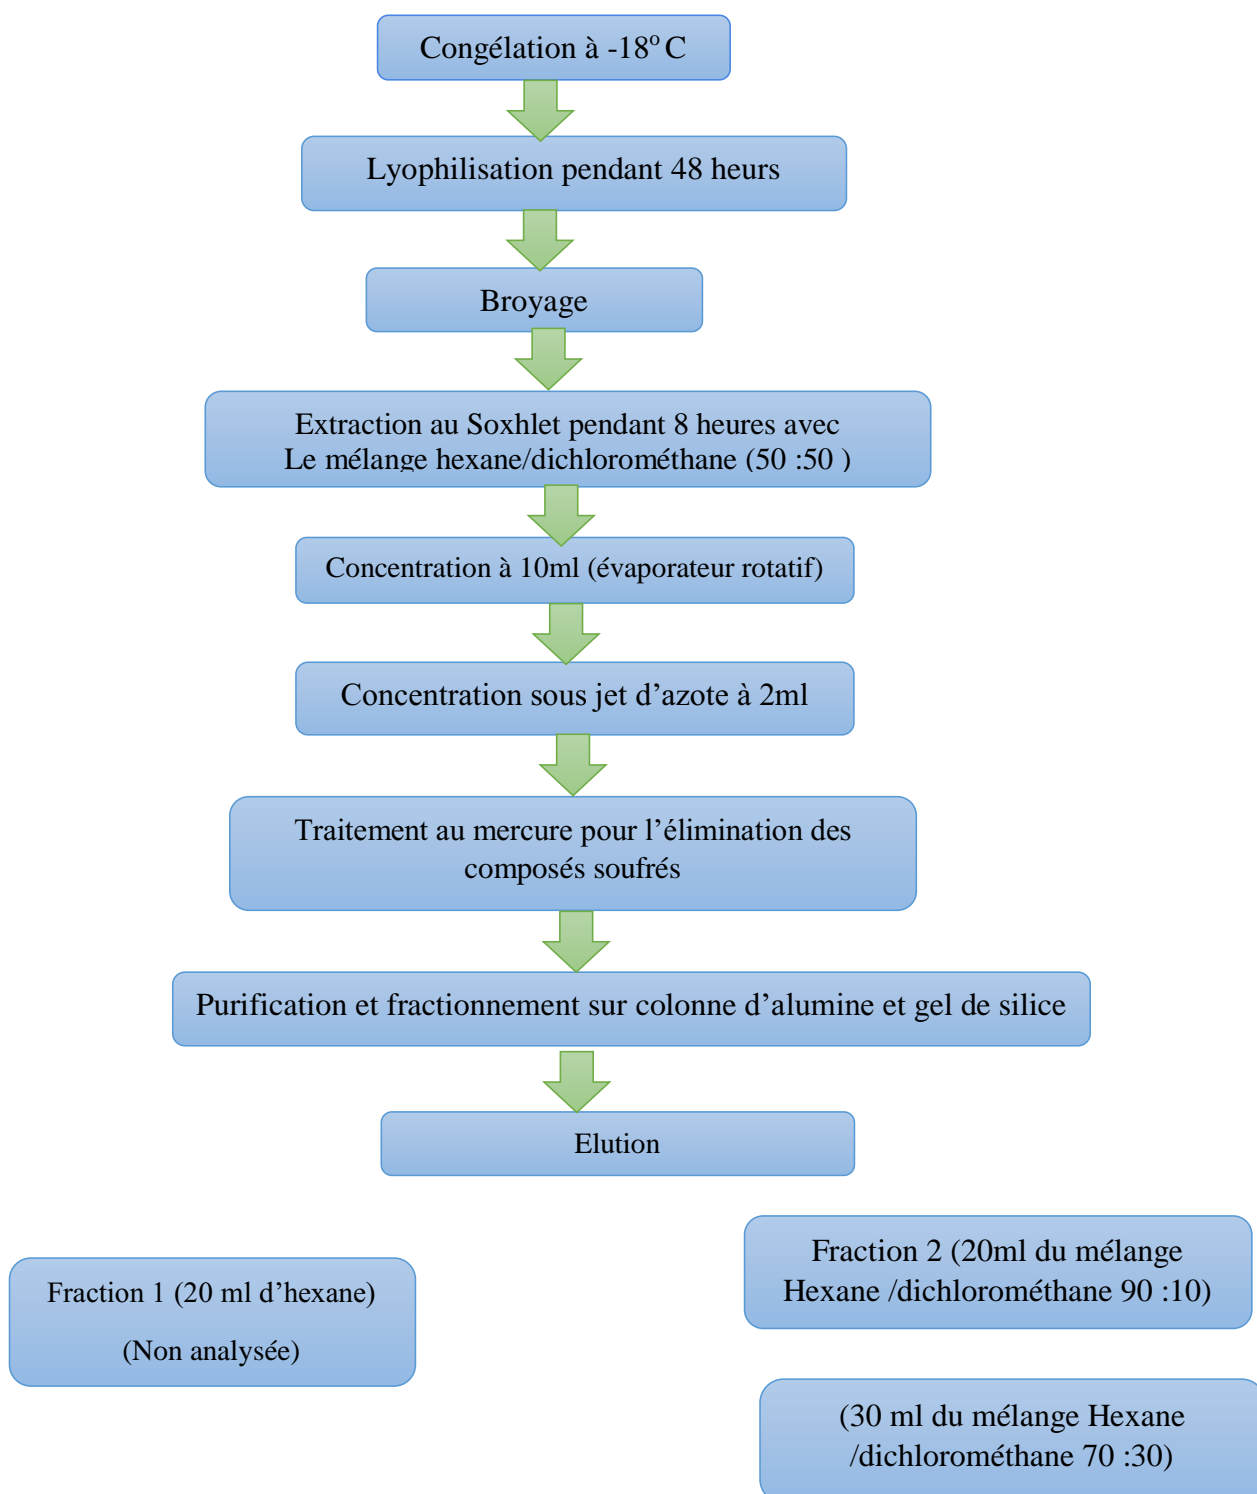 Congélation à -18° C
Lyophilisation pendant 48 heurs
Broyage
Extraction au Soxhlet pendant 8 heures avec
Le mélange hexane/dichlorométhane (50 :50 )
Concentration à 10ml (évaporateur rotatif)
Concentration sous jet d’azote à 2ml
Traitement au mercure pour l’élimination des
composés soufrés
Purification et fractionnement sur colonne d’alumine et gel de silice
Elution
Fraction 1 (20 ml d’hexane)
(Non analysée)
Fraction 2 (20ml du mélange
Hexane /dichlorométhane 90 :10)
(30 ml du mélange Hexane
/dichlorométhane 70 :30)